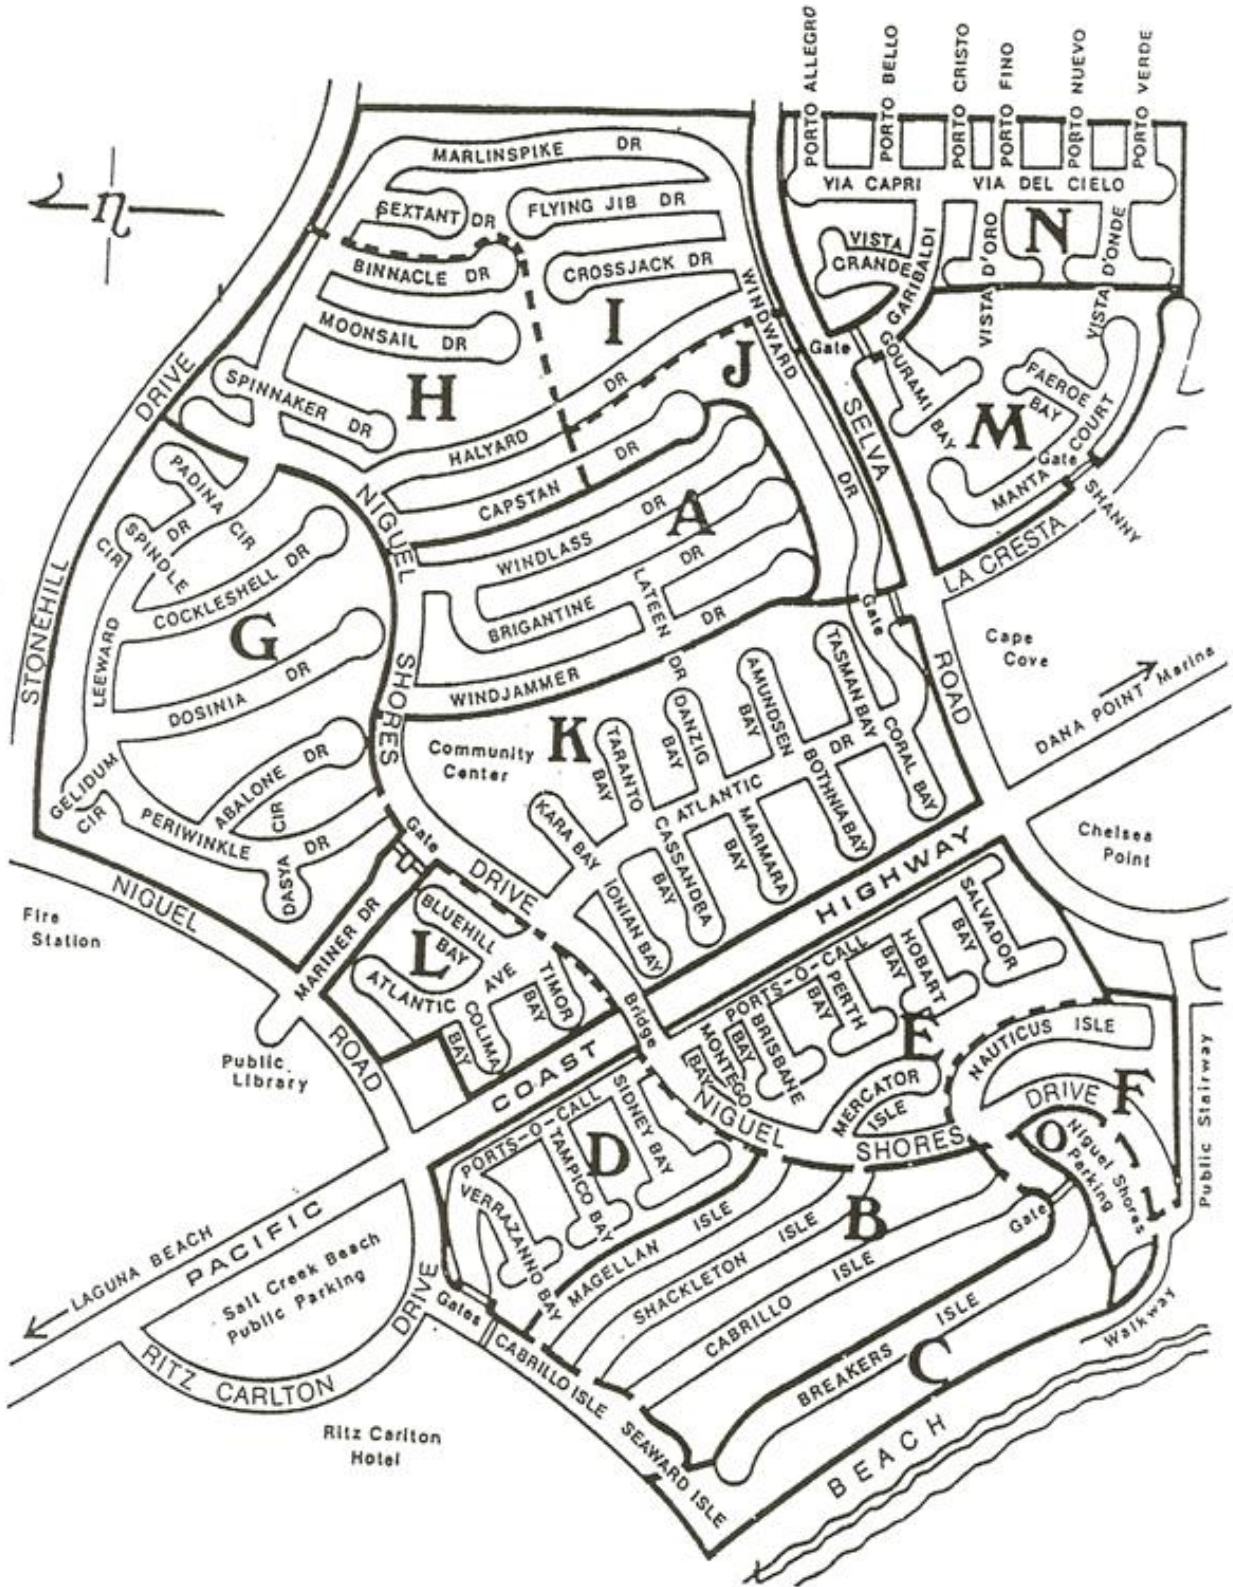 PORTO ALLEGRO
PORTO BELLO
PORTO CRISTO
PORTO FINO
PORTO NUEVO
PORTO VERDE
MARLINSPIKE DR
VIA CAPRI
VIA DEL CIELO
n
SEXTANT DR
FLYING JIB DR
VISTA GRANDE
GARIBALDI
VISTA D'ORO
N
VISTA D'ONDE
BINNACLE DR
CROSSJACK DR
WINDWARD DR
I
MOONSAIL DR
Gate
GOURAMI BAY
FAEROE BAY
J
STONEHILL DRIVE
SPINNAKER DR
H
HALYARD DR
SELVA ROAD
M
Gate
MANTA COURT
SHANNY
PADINA CIR
CAPSTAN DR
A
NIGUEL SHORES DRIVE
SPINDLE DR
CIR
WINDLASS DR
LA CRESTA
COCKLESHELL DR
G
BRIGANTINE DR
LATEEN DR
Gate
LEEWARD
Cape
Cove
DOSINIA DR
WINDJAMMER DR
TASMAN BAY
AMUNDSEN BAY
DANZIG BAY
DANA POINT Marina
K
Community
Center
TARANTO BAY
ATLANTIC DR
BOTHNIA BAY
CORAL BAY
GELIDUM CIR
ABALONE DR
PERIWINKLE DR
CIR
DASYA
Gate
KARA BAY
CASSANDRA BAY
MARMARA BAY
IONIAN BAY
Chelsea
Point
NIGUEL ROAD
Fire
Station
MARINER DR
BLUEHILL BAY
L
ATLANTIC AVE
COLIMA BAY
TIMOR BAY
Bridge
PACIFIC COAST HIGHWAY
PORTS-O-CALL
SALVADOR BAY
HOBART BAY
PERTH BAY
BRISBANE BAY
MONTEGO BAY
E
Public
Library
NAUTICUS ISLE
MERCATOR ISLE
NIGUEL SHORES DRIVE
F
Public Stairway
O
Niguel Shores
Parking
PORTS-O-CALL
SIDNEY BAY
D
TAMPICO BAY
VERRAZANNO BAY
B
MAGELLAN ISLE
SHACKLETON ISLE
CABRILLO ISLE
Gate
LAGUNA BEACH
Salt Creek Beach
Public Parking
Gates
CABRILLO ISLE
BREAKERS ISLE
C
Walkway
RITZ CARLTON DRIVE
Ritz Carlton
Hotel
SEAWARD ISLE
BEACH